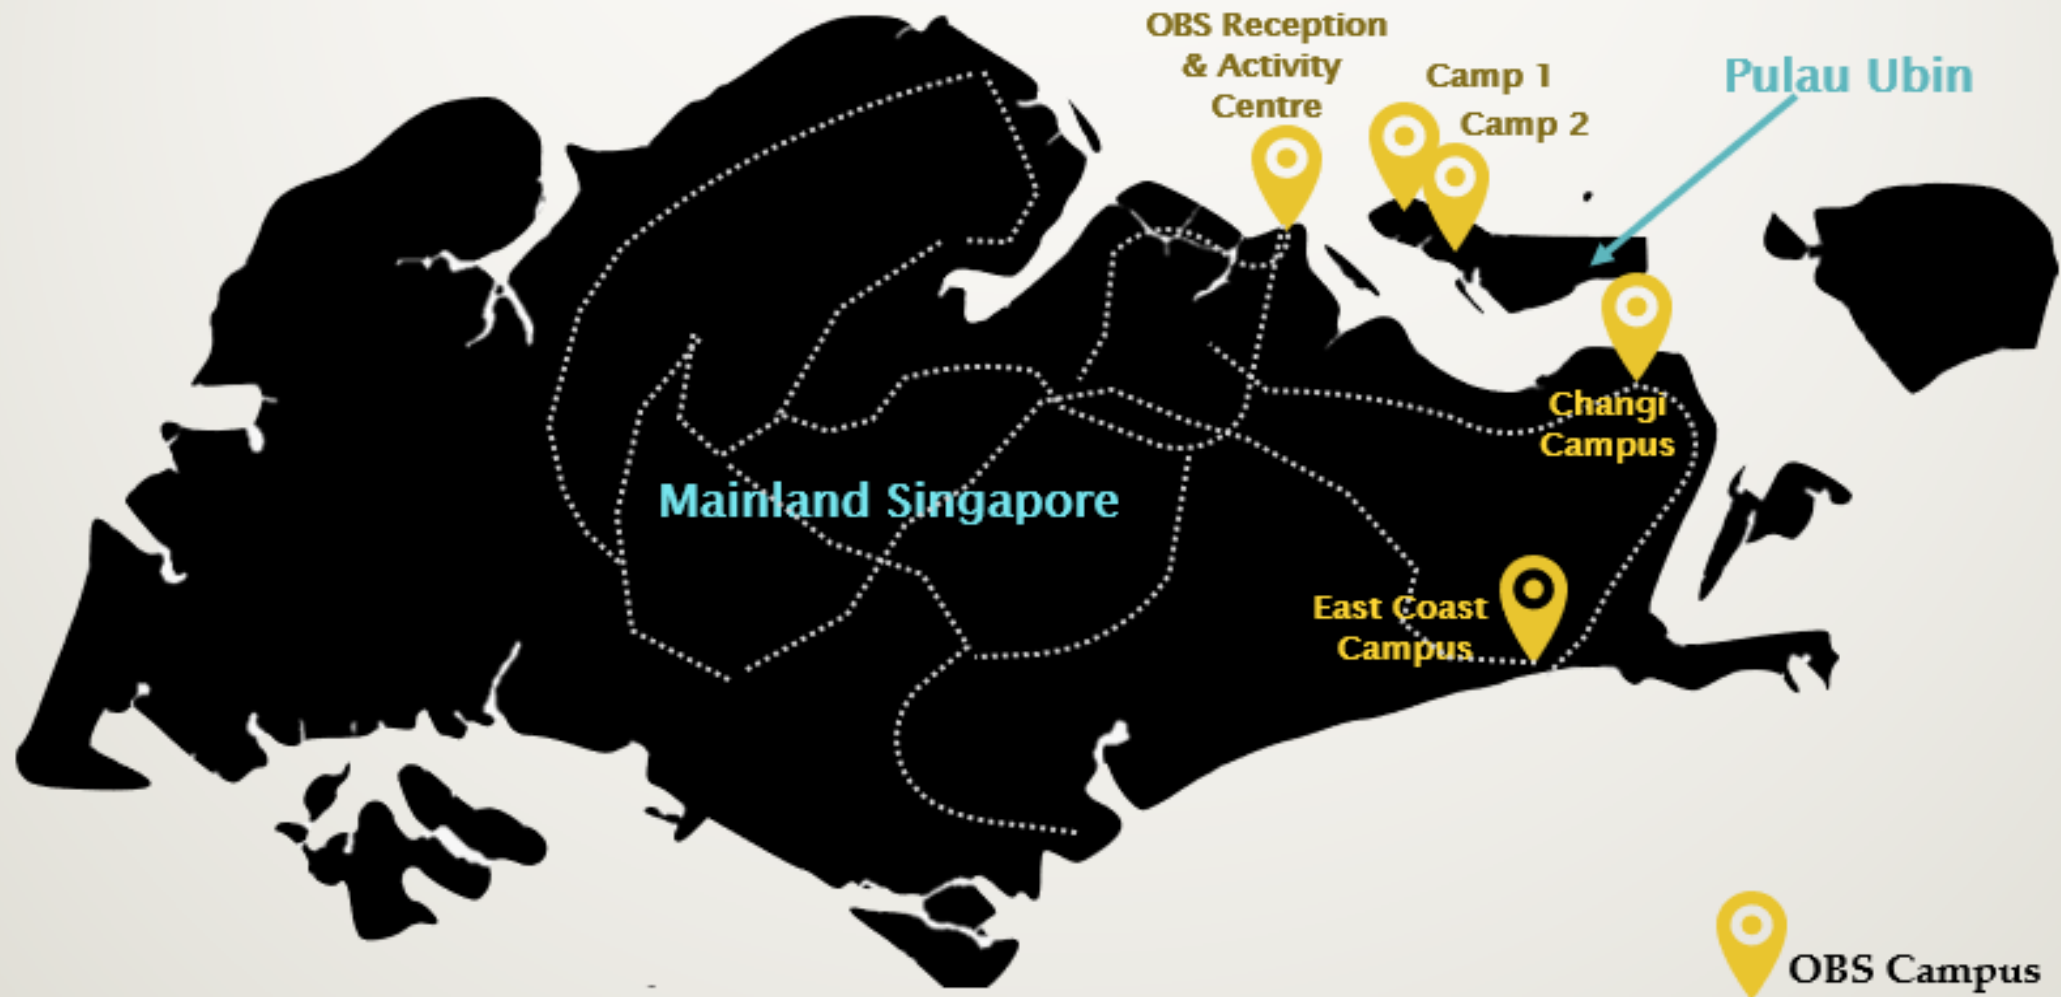 OBS Reception
& Activity
Centre
Camp 1
Camp 2
Pulau Ubin
Changi
Campus
Mainland Singapore
East Coast
Campus
OBS Campus